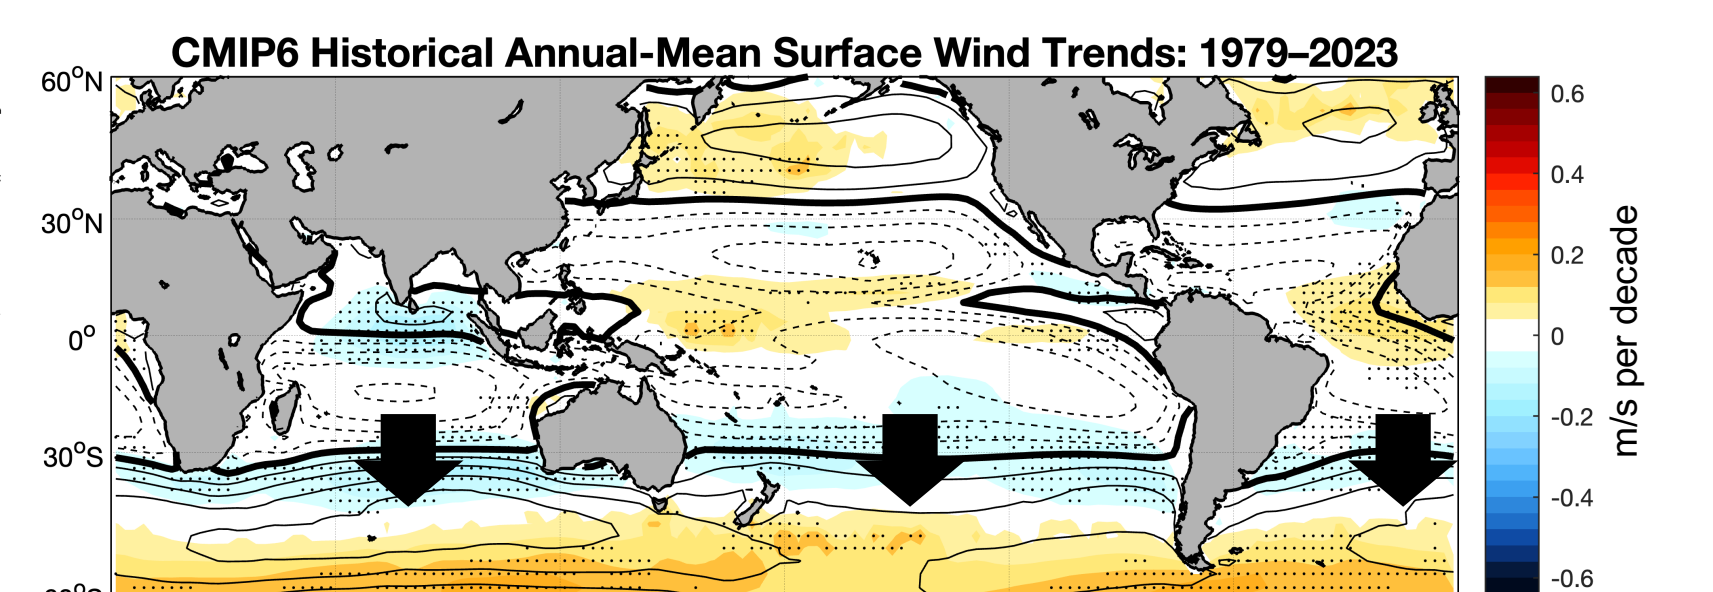 CMIP6 Historical Annual-Mean Surface Wind Trends: 1979–2023
60°N
30°N
0°
30°S
0.6
0.4
0.2
0
-0.2
-0.4
-0.6
m/s per decade